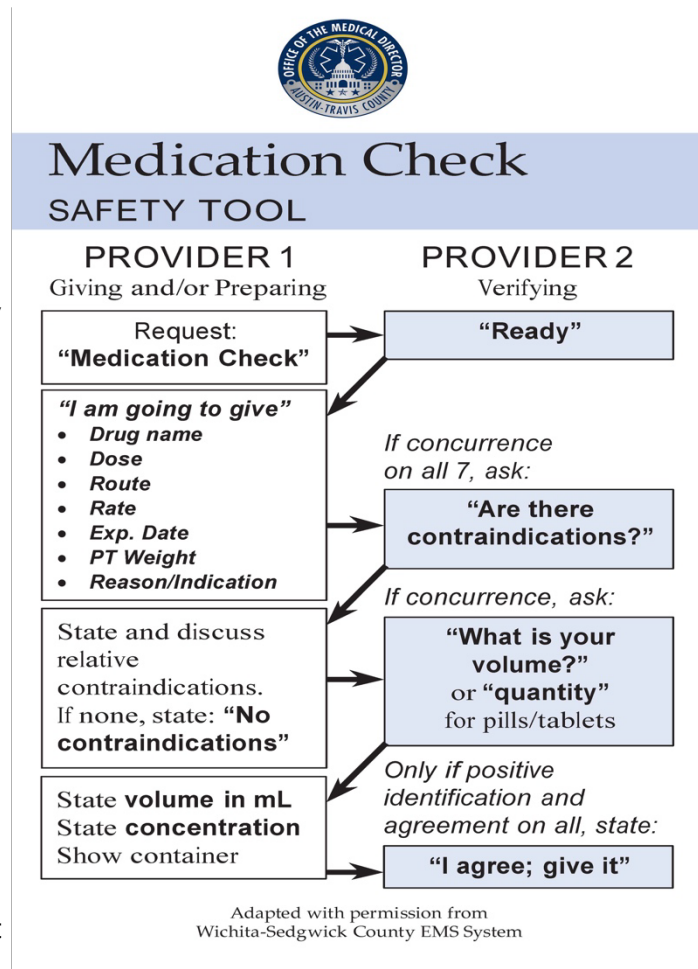 OFFICE OF THE MEDICAL DIRECTOR
AUSTIN-TRAVIS COUNTY
Medication Check
SAFETY TOOL
PROVIDER 1
Giving and/or Preparing
PROVIDER 2
Verifying
Request:
“Medication Check”
“Ready”
“I am going to give”
• Drug name
• Dose
• Route
• Rate
• Exp. Date
• PT Weight
• Reason/Indication
If concurrence
on all 7, ask:
“Are there
contraindications?”
State and discuss
relative
contraindications.
If none, state: “No
contraindications”
If concurrence, ask:
“What is your
volume?”
or “quantity”
for pills/tablets
State volume in mL
State concentration
Show container
Only if positive
identification and
agreement on all, state:
“I agree; give it”
Adapted with permission from
Wichita-Sedgwick County EMS System